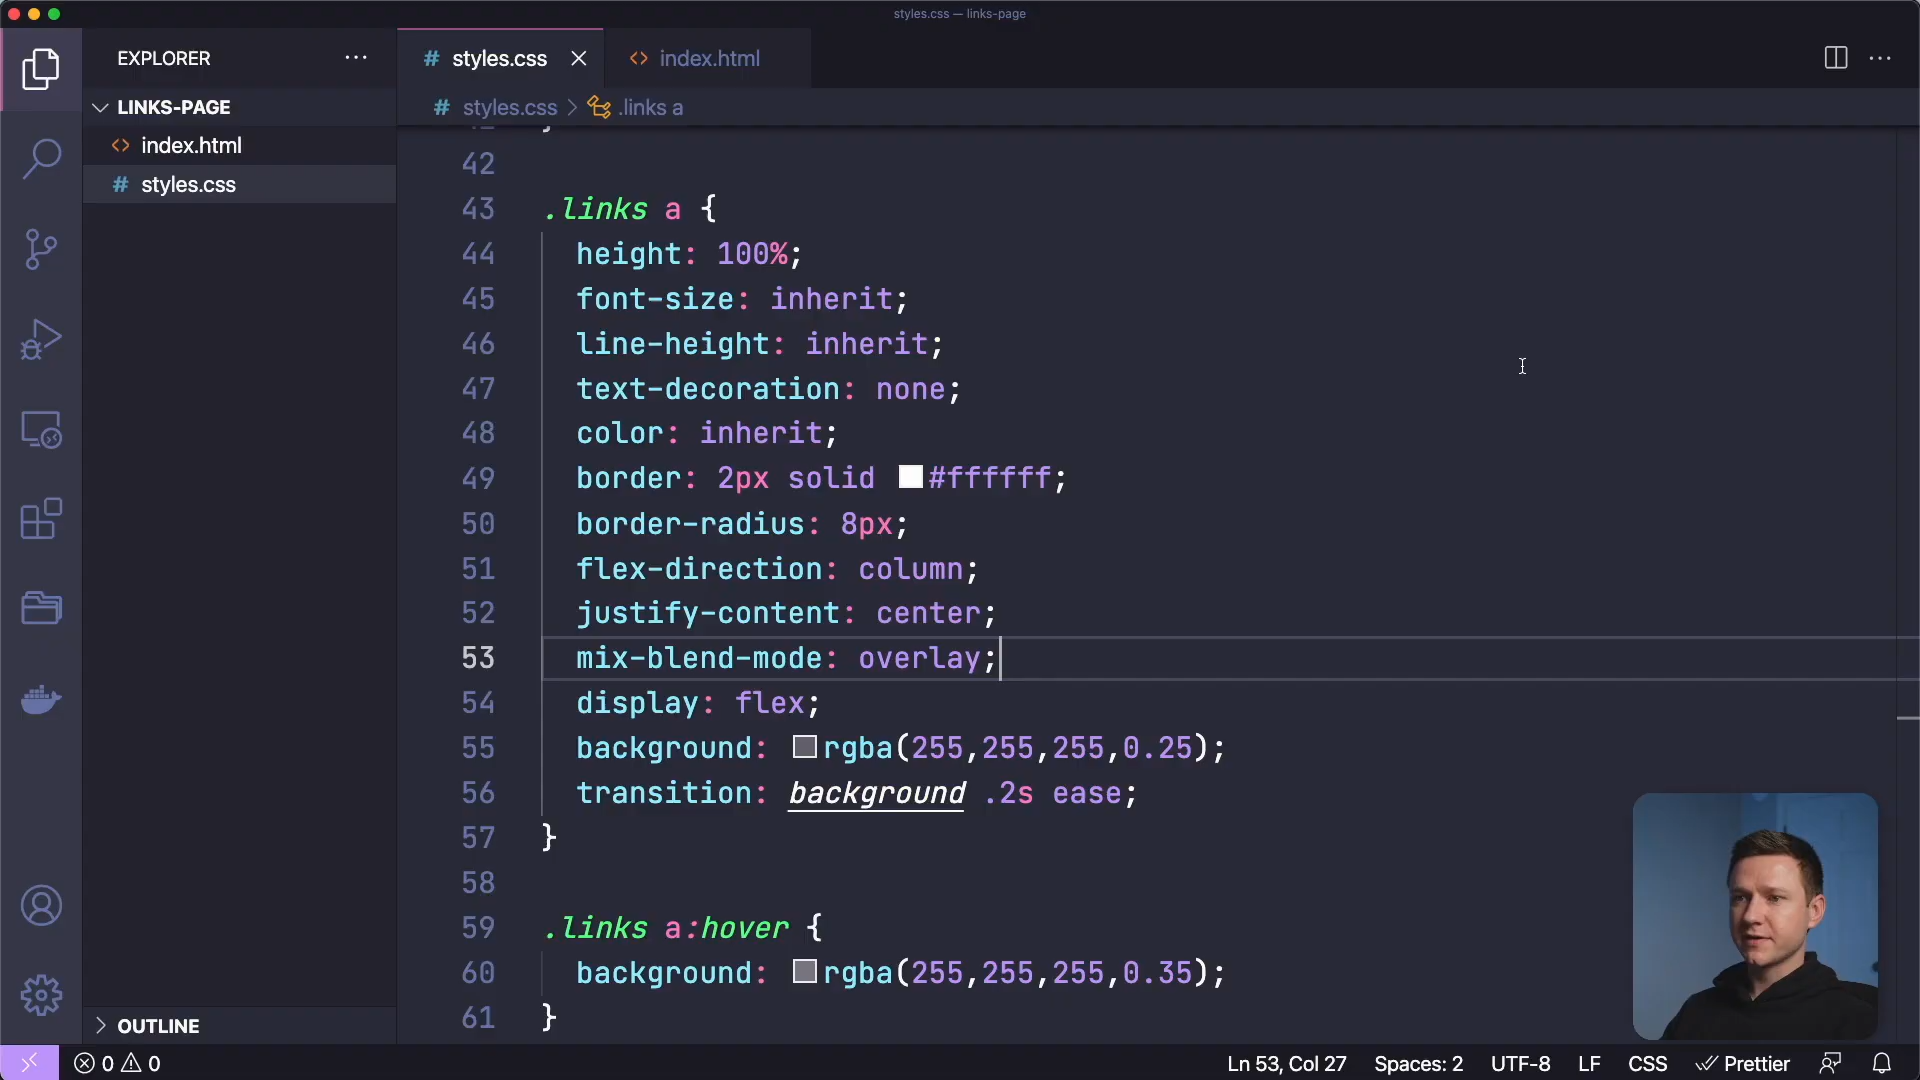 styles.css — links-page
EXPLORER
LINKS-PAGE
index.html
styles.css
OUTLINE
# styles.css
<> index.html
# styles.css > .links a
42
43 .links a {
44 height: 100%;
45 font-size: inherit;
46 line-height: inherit;
47 text-decoration: none;
48 color: inherit;
49 border: 2px solid #ffffff;
50 border-radius: 8px;
51 flex-direction: column;
52 justify-content: center;
53 mix-blend-mode: overlay;
54 display: flex;
55 background: rgba(255,255,255,0.25);
56 transition: background .2s ease;
57 }
58
59 .links a:hover {
60 background: rgba(255,255,255,0.35);
61 }
0 0
Ln 53, Col 27 Spaces: 2 UTF-8 LF CSS Prettier